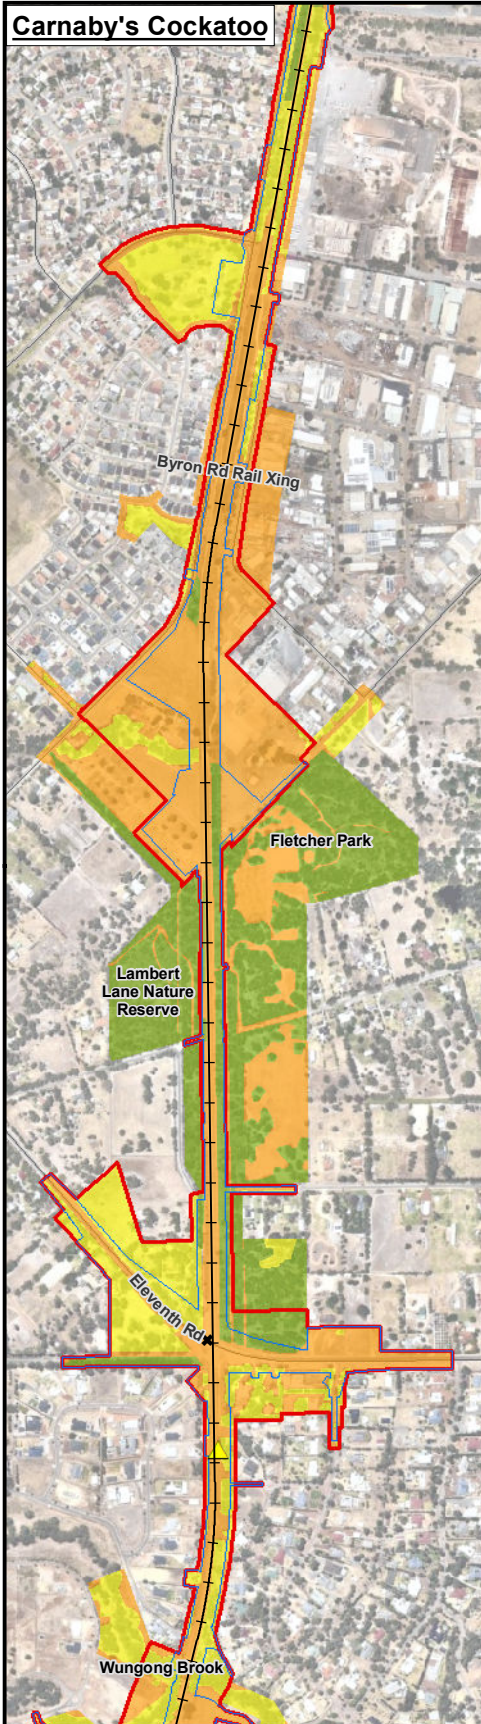 Carnaby's Cockatoo
Byron Rd Rail Xing
Fletcher Park
Lambert
Lane Nature
Reserve
Eleventh Rd
Wungong Brook